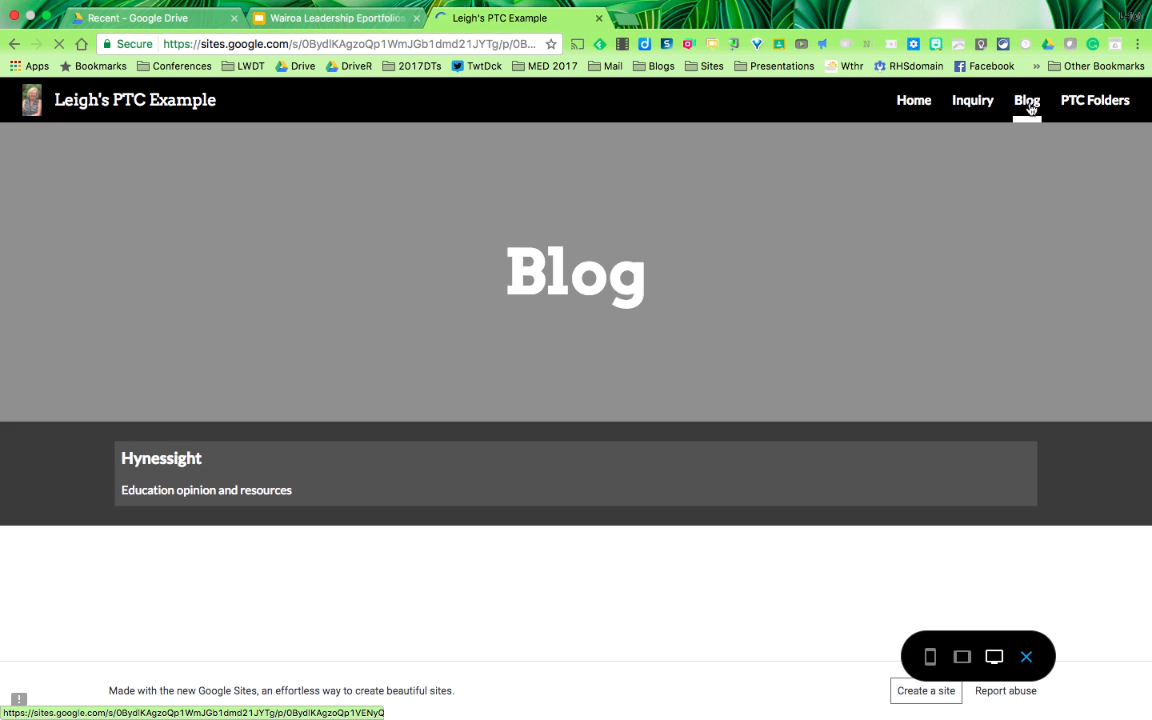 Recent - Google Drive
Wairoa Leadership Eportfolios
Leigh's PTC Example
Secure https://sites.google.com/s/0BydlKAgzoQp1WmJGb1dmd21JYTg/p/0B...
Apps Bookmarks Conferences LWDT Drive DriveR 2017DTs TwtDck MED 2017 Mail Blogs Sites Presentations Wthr RHSdomain Facebook » Other Bookmarks
Leigh's PTC Example Home Inquiry Blog PTC Folders
Blog
Hynessight
Education opinion and resources
Made with the new Google Sites, an effortless way to create beautiful sites. Create a site Report abuse
https://sites.google.com/s/0BydlKAgzoQp1WmJGb1dmd21JYTg/p/0BydlKAgzoQp1VENyQ